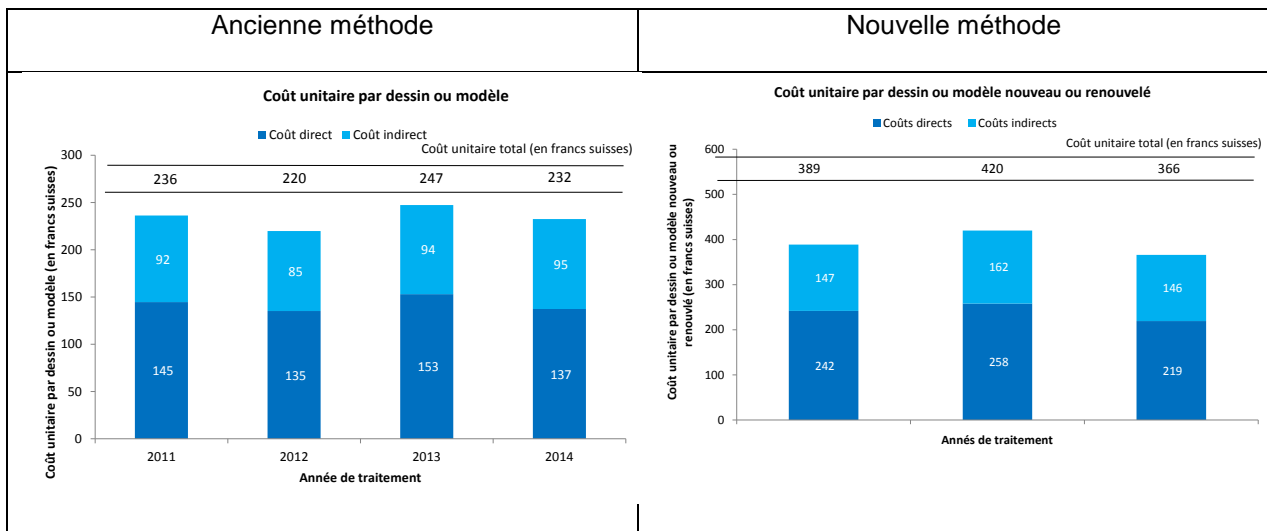 Ancienne méthode
Nouvelle méthode
Coût unitaire par dessin ou modèle
Coût direct Coût indirect
Coût unitaire total (en francs suisses)
236 220 247 232
300
250
200
150
100
50
0
Coût unitaire par dessin ou modèle (en francs suisses)
92 85 94 95
145 135 153 137
2011 2012 2013 2014
Année de traitement
Coût unitaire par dessin ou modèle nouveau ou renouvelé
Coûts directs Coûts indirects
Coût unitaire total (en francs suisses)
389 420 366
600
500
400
300
200
100
0
Coût unitaire par dessin ou modèle nouveau ou
renouvlé (en francs suisses)
147 162 146
242 258 219
Annés de traitement